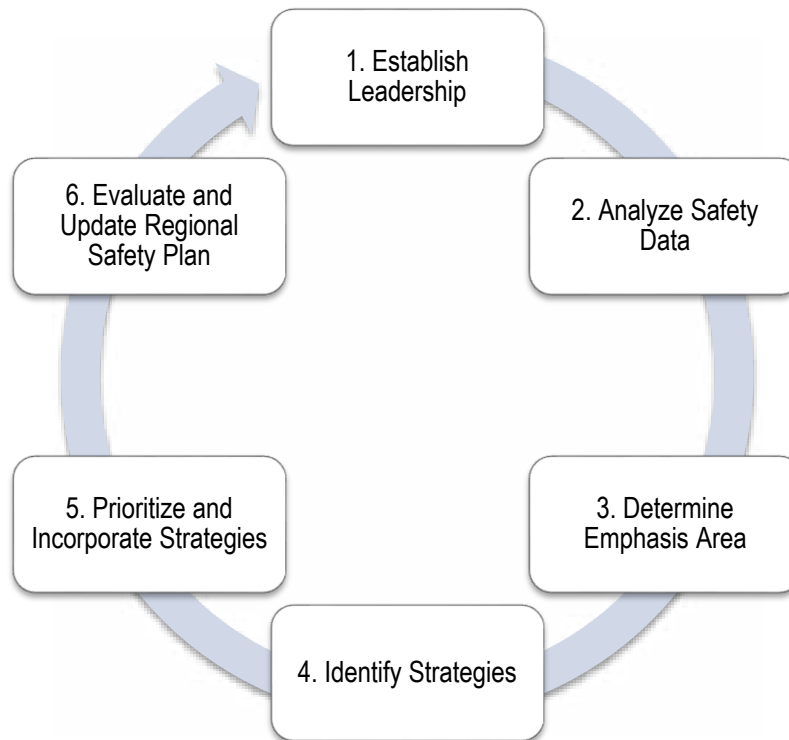 1. Establish
Leadership
2. Analyze Safety
Data
3. Determine
Emphasis Area
4. Identify Strategies
5. Prioritize and
Incorporate Strategies
6. Evaluate and
Update Regional
Safety Plan